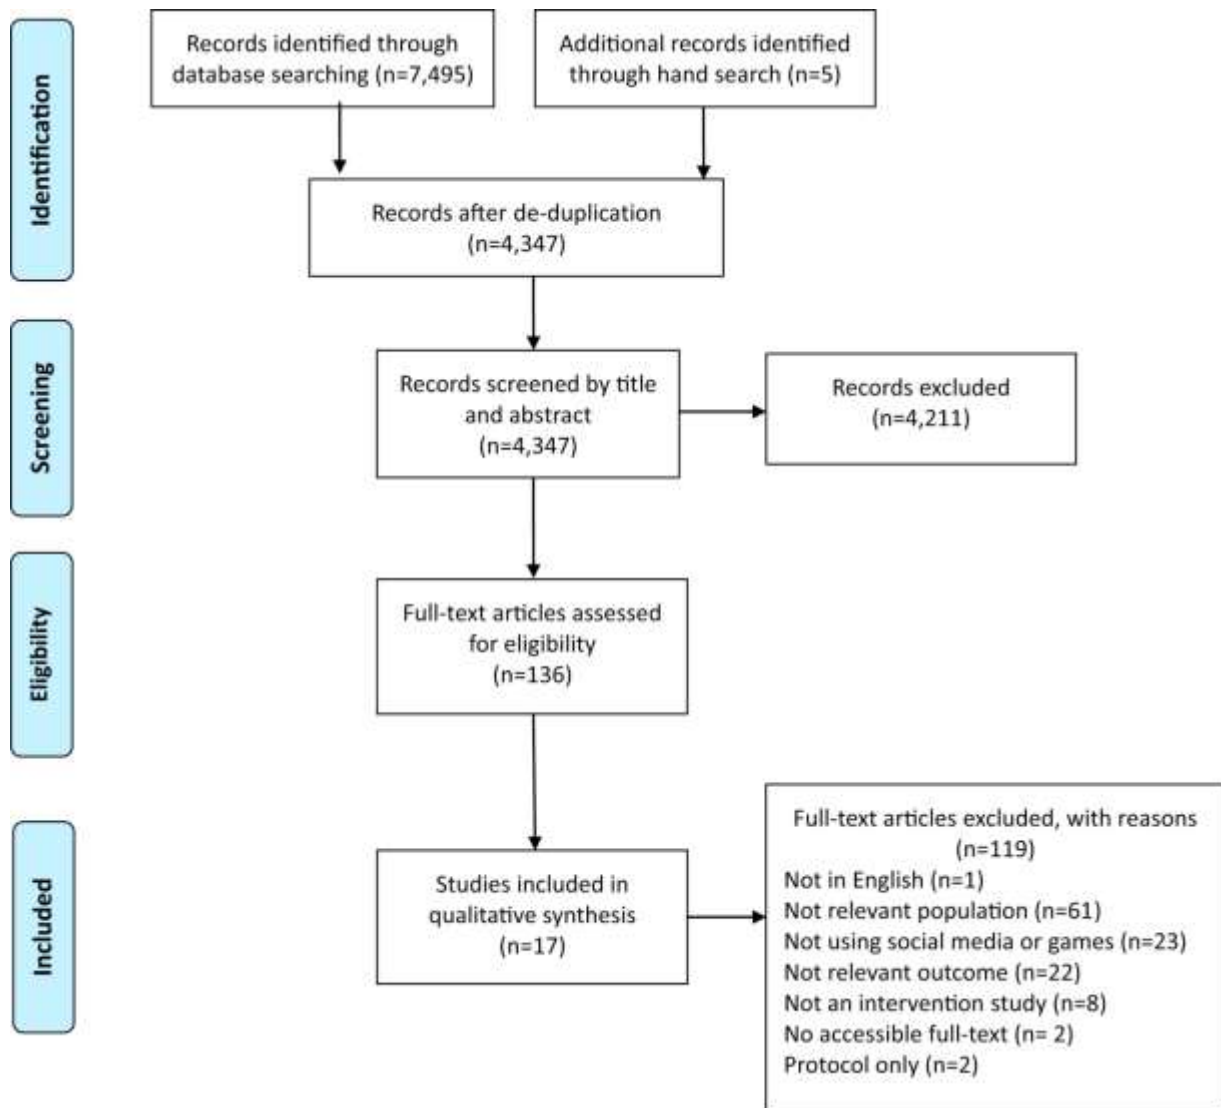 Identification
Records identified through
database searching (n=7,495)
Additional records identified
through hand search (n=5)
Records after de-duplication
(n=4,347)
Screening
Records screened by title
and abstract
(n=4,347)
Records excluded
(n=4,211)
Eligibility
Full-text articles assessed
for eligibility
(n=136)
Included
Studies included in
qualitative synthesis
(n=17)
Full-text articles excluded, with reasons
(n=119)
Not in English (n=1)
Not relevant population (n=61)
Not using social media or games (n=23)
Not relevant outcome (n=22)
Not an intervention study (n=8)
No accessible full-text (n= 2)
Protocol only (n=2)